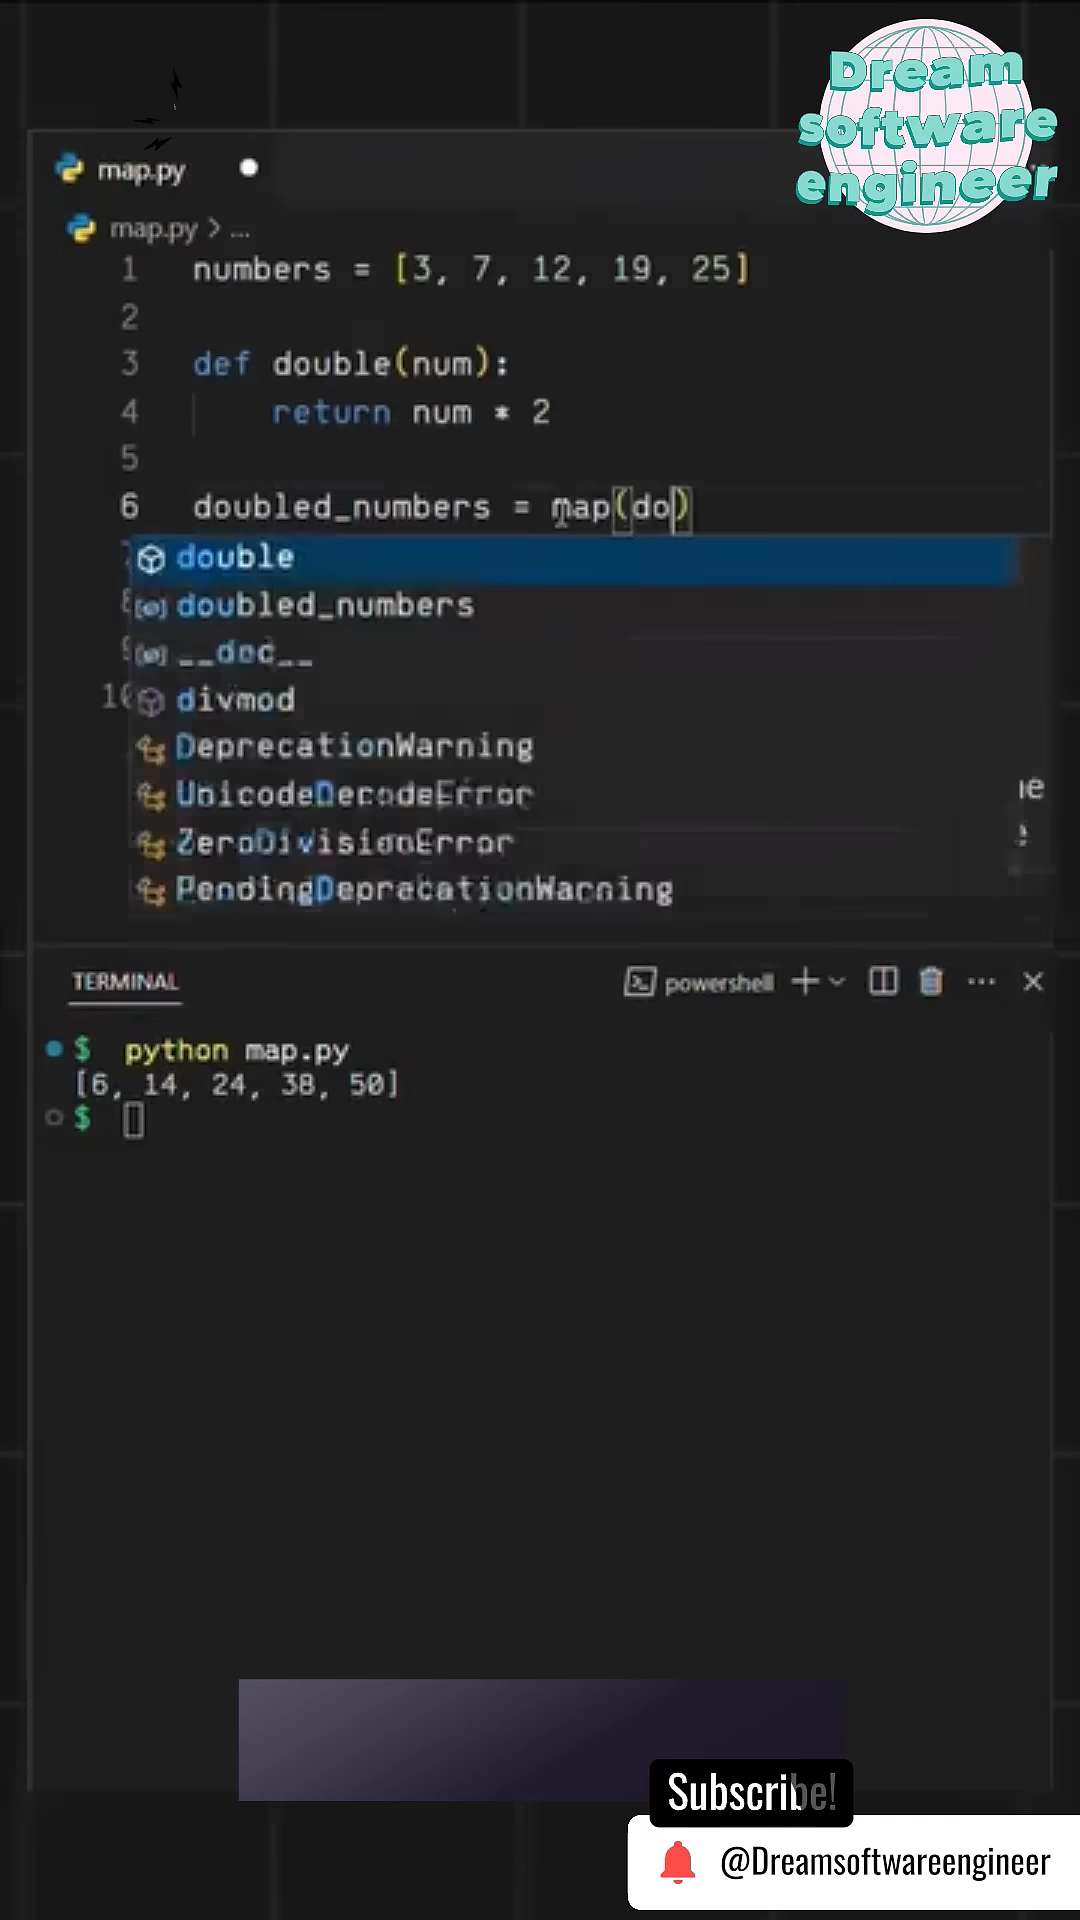 Dream
software
engineer
map.py
map.py > ...
1 numbers = [3, 7, 12, 19, 25]
2
3 def double(num):
4 return num * 2
5
6 doubled_numbers = map(do)
double
doubled_numbers
__doc__
10 divmod
DeprecationWarning
UnicodeDecodeError
ZeroDivisionError
PendingDeprecationWarning
TERMINAL
powershell
$ python map.py
[6, 14, 24, 38, 50]
$
Subscribe!
@Dreamsoftwareengineer